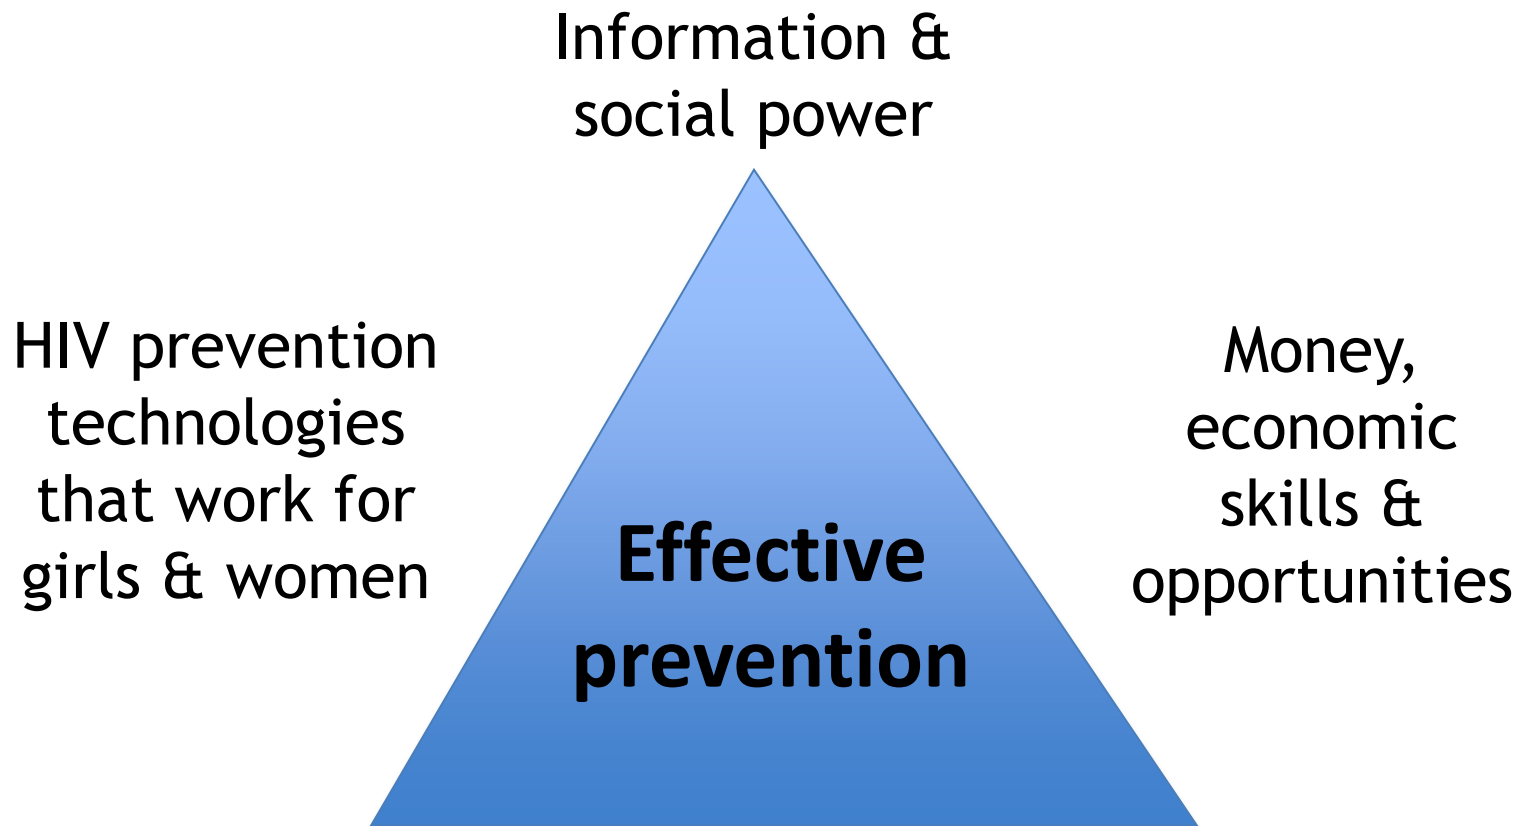 Information &
social power
HIV prevention
technologies
that work for
girls & women
Money,
economic
skills &
opportunities
Effective
prevention